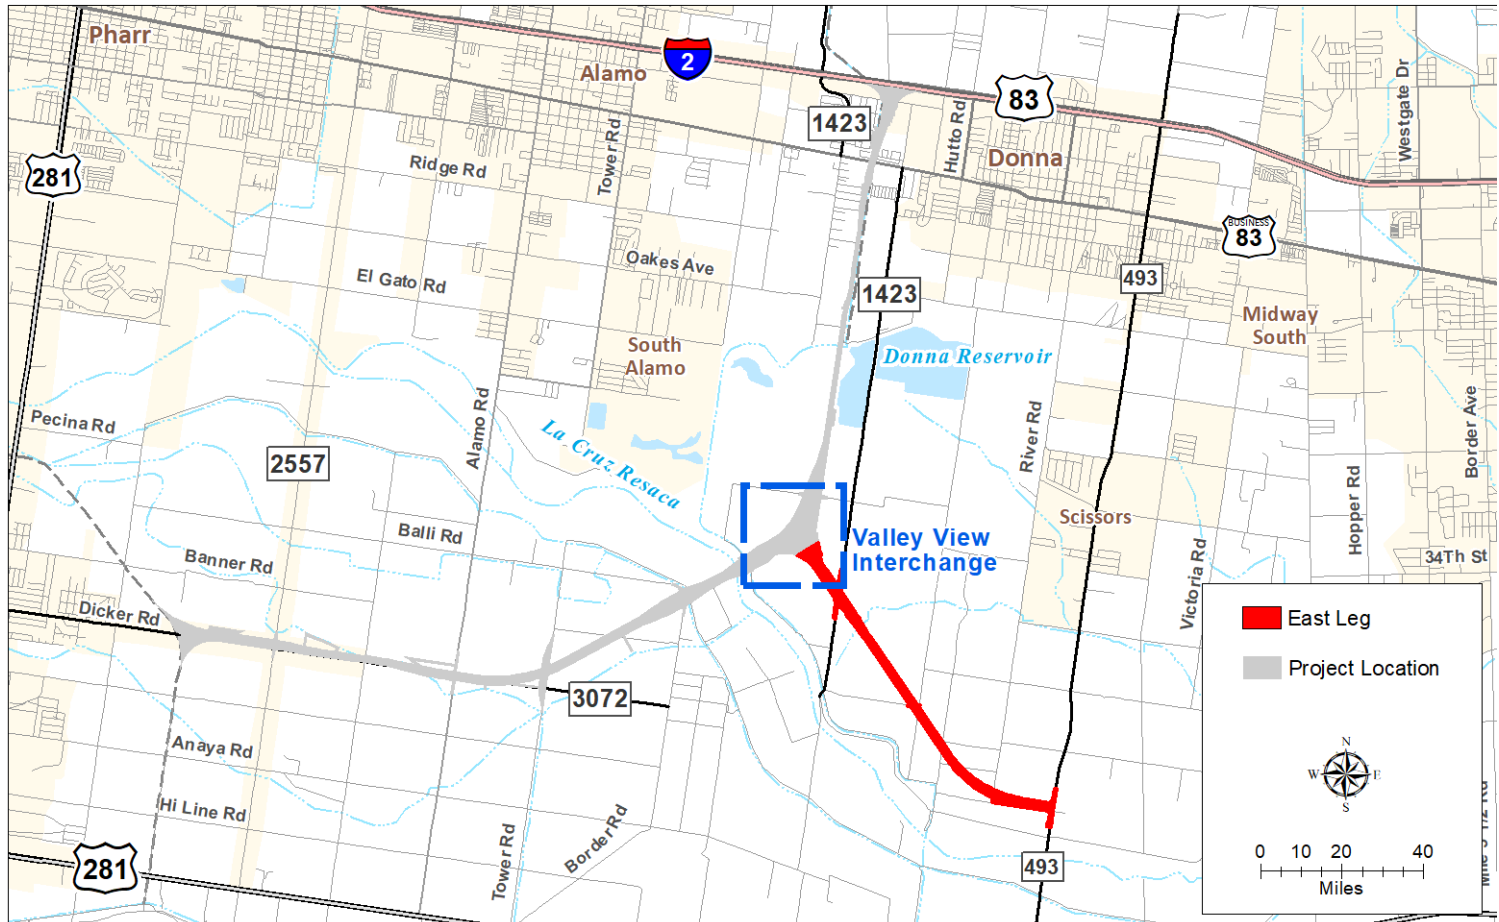 Pharr
Alamo
2
83
1423
Hutto Rd
Donna
Westgate Dr
281
Ridge Rd
Tower Rd
BUSINESS
83
Oakes Ave
El Gato Rd
1423
493
Midway
South
South
Alamo
Donna Reservoir
Pecina Rd
Alamo Rd
La Cruz Resaca
River Rd
Border Ave
2557
Scissors
Hopper Rd
Balli Rd
Banner Rd
Valley View
Interchange
34Th St
Victoria Rd
Dicker Rd
3072
Anaya Rd
Hi Line Rd
Tower Rd
Border Rd
281
493
East Leg
Project Location
N
W E
S
0 10 20 40
Miles